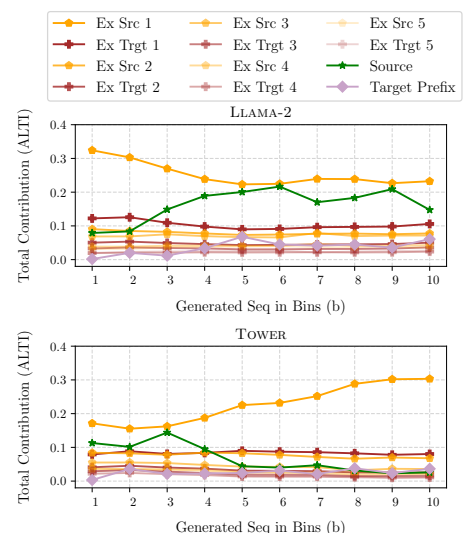 Ex Src 1 Ex Src 3 Ex Src 5
Ex Trgt 1 Ex Trgt 3 Ex Trgt 5
Ex Src 2 Ex Src 4 Source
Ex Trgt 2 Ex Trgt 4 Target Prefix
LLAMA-2
Total Contribution (ALTI)
0.4
0.3
0.2
0.1
0.0
1 2 3 4 5 6 7 8 9 10
Generated Seq in Bins (b)
TOWER
Total Contribution (ALTI)
0.4
0.3
0.2
0.1
0.0
1 2 3 4 5 6 7 8 9 10
Generated Seq in Bins (b)